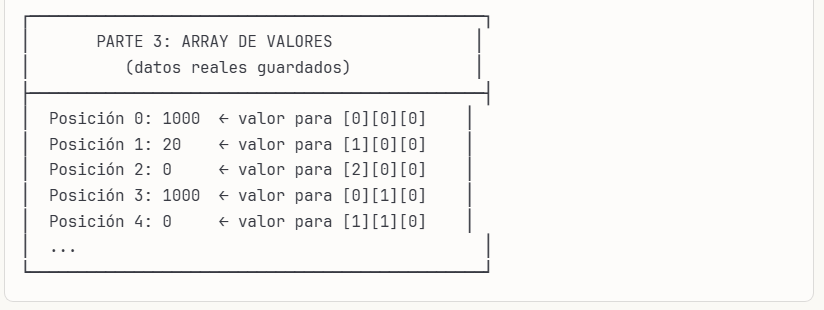 PARTE 3: ARRAY DE VALORES
(datos reales guardados)
Posición 0: 1000 ← valor para [0][0][0]
Posición 1: 20 ← valor para [1][0][0]
Posición 2: 0 ← valor para [2][0][0]
Posición 3: 1000 ← valor para [0][1][0]
Posición 4: 0 ← valor para [1][1][0]
...